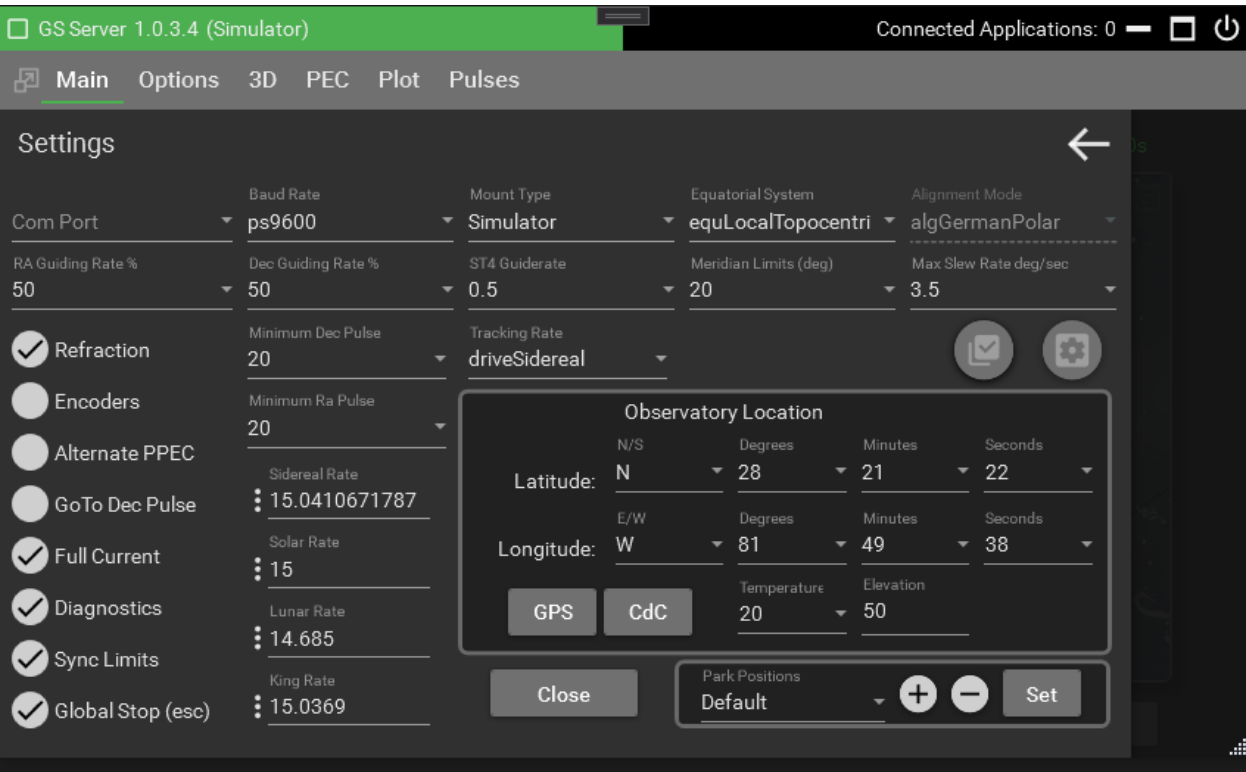 GS Server 1.0.3.4 (Simulator)
Connected Applications: 0
Main Options 3D PEC Plot Pulses
Settings
Com Port
Baud Rate
ps9600
Mount Type
Simulator
Equatorial System
equLocalTopocentri
Alignment Mode
algGermanPolar
RA Guiding Rate %
50
Dec Guiding Rate %
50
ST4 Guiderate
0.5
Meridian Limits (deg)
20
Max Slew Rate deg/sec
3.5
Refraction
Encoders
Alternate PPEC
GoTo Dec Pulse
Full Current
Diagnostics
Sync Limits
Global Stop (esc)
Minimum Dec Pulse
20
Minimum Ra Pulse
20
Sidereal Rate
15.0410671787
Solar Rate
15
Lunar Rate
14.685
King Rate
15.0369
Tracking Rate
driveSidereal
Observatory Location
N/S Degrees Minutes Seconds
Latitude: N 28 21 22
E/W Degrees Minutes Seconds
Longitude: W 81 49 38
GPS
CdC
Temperature
20
Elevation
50
Close
Park Positions
Default
Set